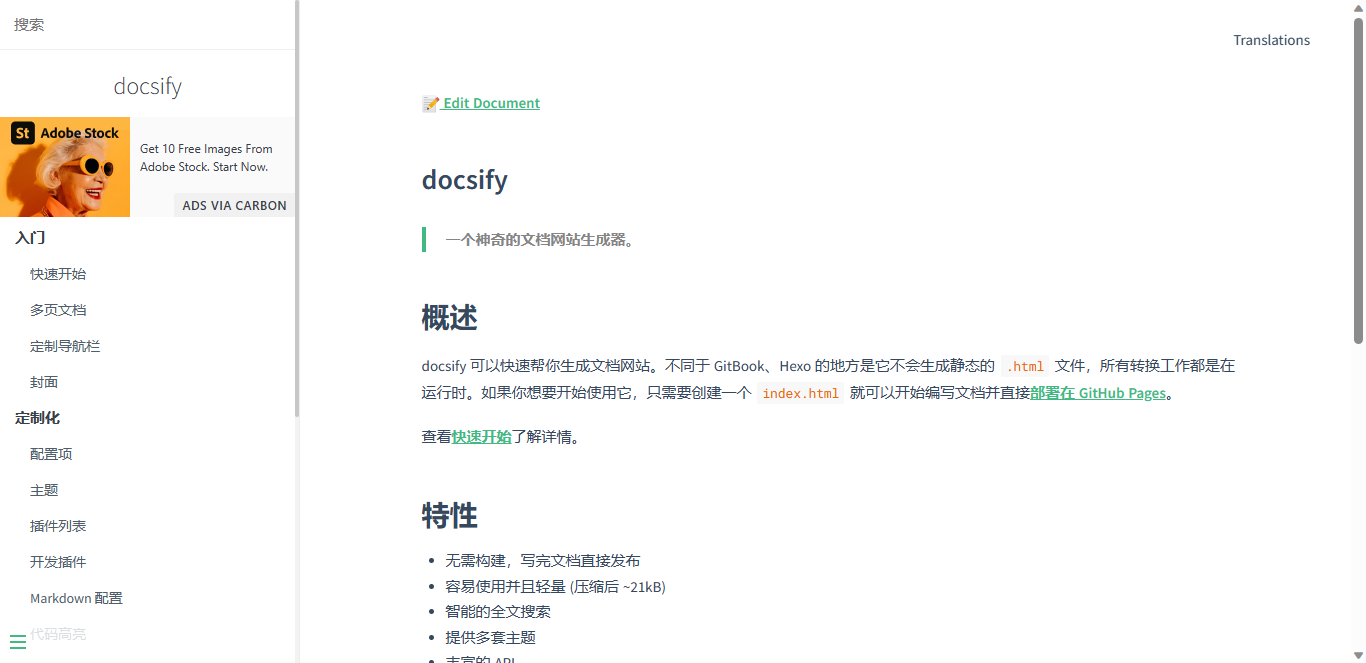 搜索
docsify
St Adobe Stock
Get 10 Free Images From
Adobe Stock. Start Now.
ADS VIA CARBON
入门
快速开始
多页文档
定制导航栏
封面
定制化
配置项
主题
插件列表
开发插件
Markdown 配置
代码高亮
Translations
📝 Edit Document
docsify
一个神奇的文档网站生成器。
概述
docsify 可以快速帮你生成文档网站。不同于 GitBook、Hexo 的地方是它不会生成静态的 .html 文件，所有转换工作都是在
运行时。如果你想要开始使用它，只需要创建一个 index.html 就可以开始编写文档并直接部署在 GitHub Pages。
查看快速开始了解详情。
特性
• 无需构建，写完文档直接发布
• 容易使用并且轻量 (压缩后 ~21kB)
• 智能的全文搜索
• 提供多套主题
• 丰富的 API